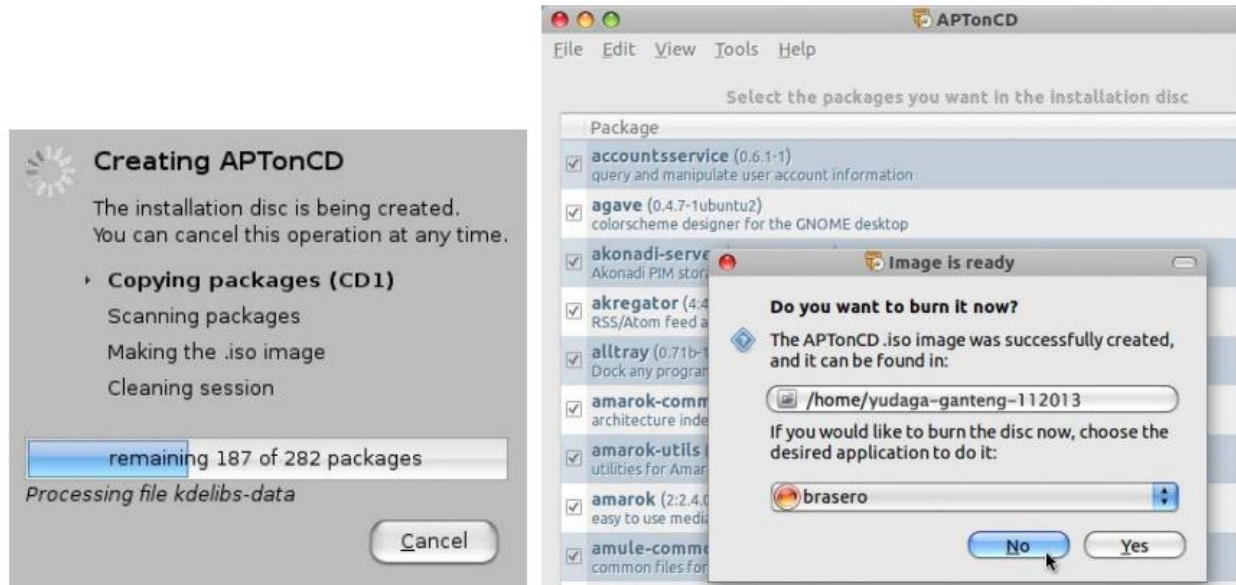 Creating APTonCD
The installation disc is being created.
You can cancel this operation at any time.
Copying packages (CD1)
Scanning packages
Making the .iso image
Cleaning session
remaining 187 of 282 packages
Processing file kdelibs-data
Cancel
APTonCD
File Edit View Tools Help
Select the packages you want in the installation disc
Package
accountsservice (0.6.1-1)
query and manipulate user account information
agave (0.4.7-1ubuntu2)
colorscheme designer for the GNOME desktop
akonadi-serve
Akonadi PIM stor
akregator (4:4
RSS/Atom feed a
alltray (0.71b-1
Dock any program
amarok-comm
architecture inde
amarok-utils
utilities for Amar
amarok (2:2.4.0
easy to use media
amule-commo
common files for
Image is ready
Do you want to burn it now?
The APTonCD .iso image was successfully created,
and it can be found in:
/home/yudaga-ganteng-112013
If you would like to burn the disc now, choose the
desired application to do it:
brasero
No Yes